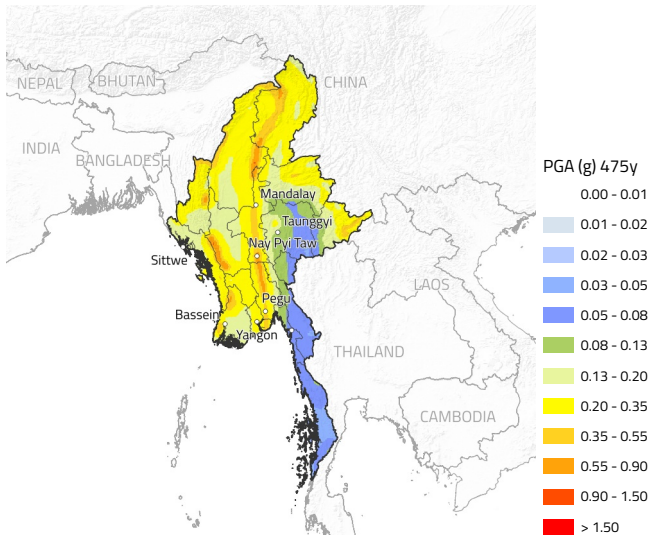 NEPAL
BHUTAN
CHINA
INDIA
BANGLADESH
Mandalay
Taunggyi
Nay Pyi Taw
Sittwe
LAOS
Pegu
Bassein
Yangon
THAILAND
CAMBODIA
PGA (g) 475y
0.00 - 0.01
0.01 - 0.02
0.02 - 0.03
0.03 - 0.05
0.05 - 0.08
0.08 - 0.13
0.13 - 0.20
0.20 - 0.35
0.35 - 0.55
0.55 - 0.90
0.90 - 1.50
> 1.50